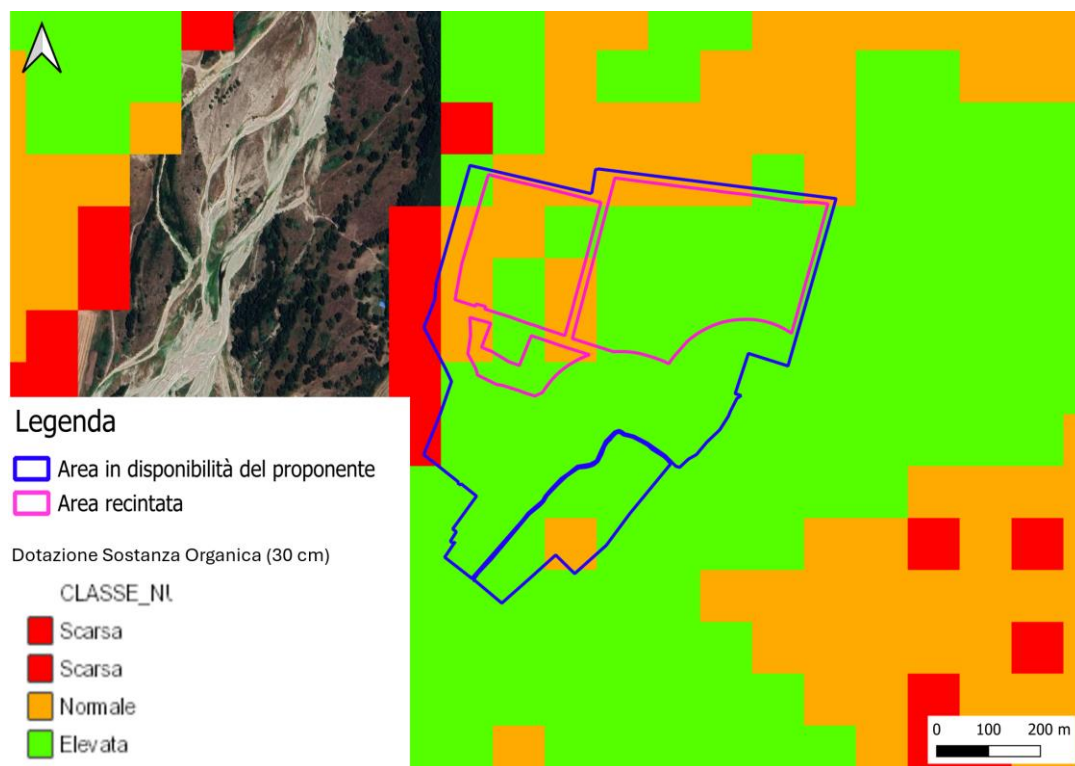 Legenda
Area in disponibilità del proponente
Area recintata
Dotazione Sostanza Organica (30 cm)
CLASSE_NU
Scarsa
Scarsa
Normale
Elevata
0 100 200 m